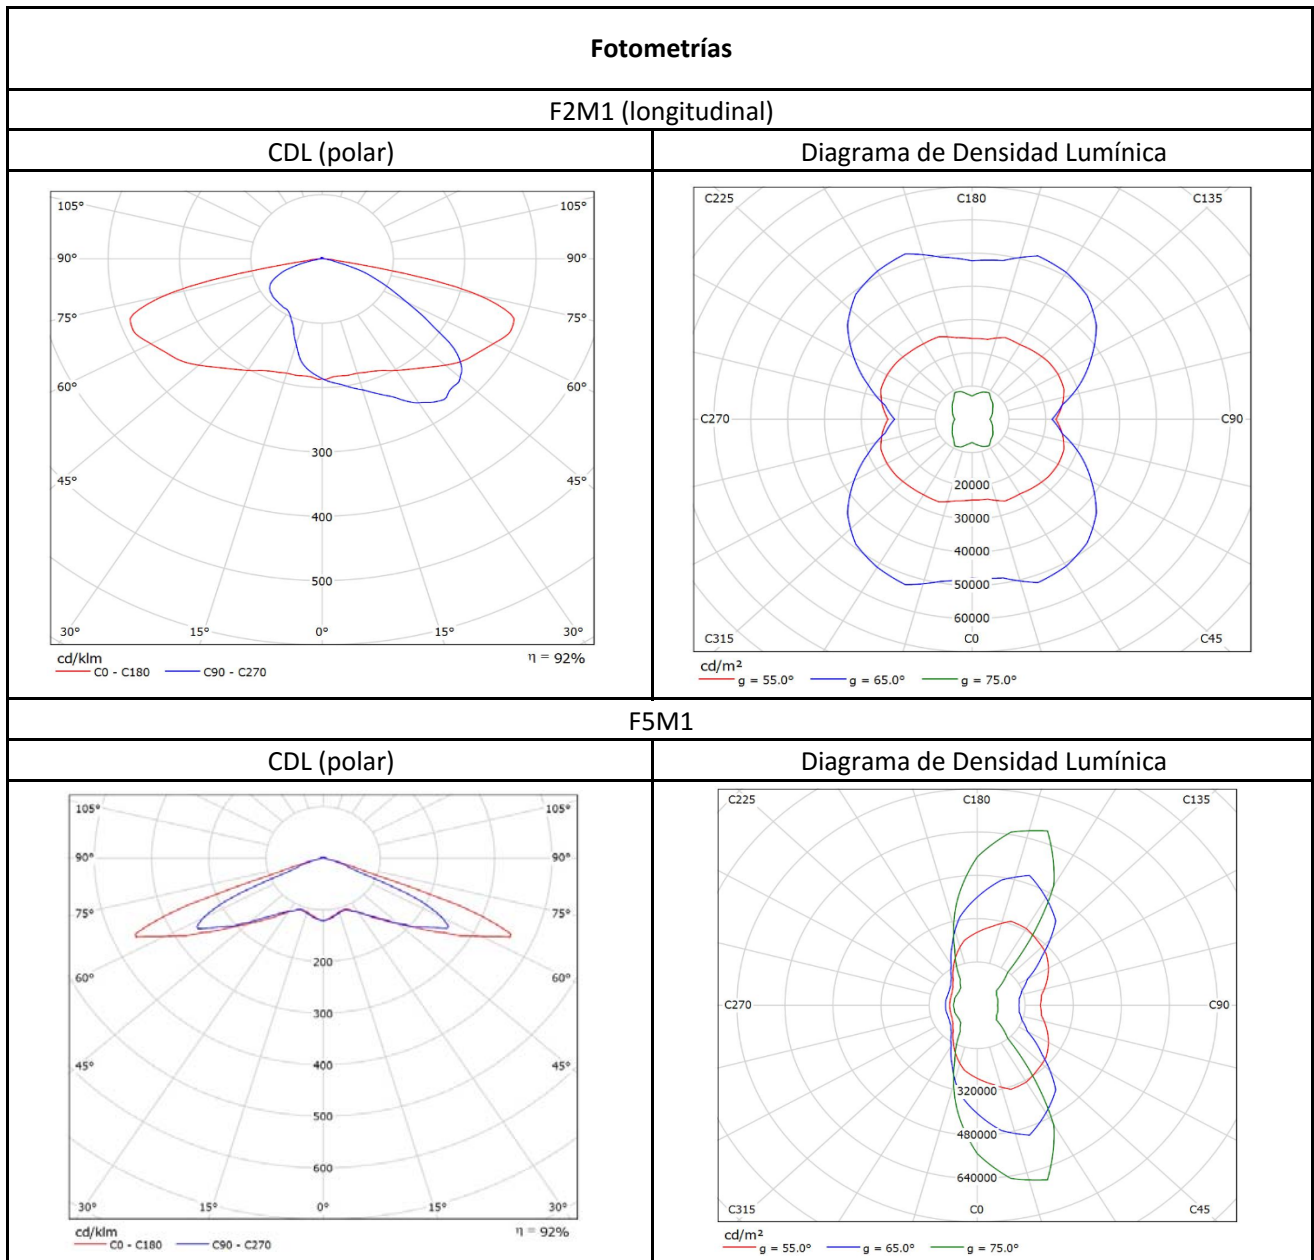 Fotometrías
F2M1 (longitudinal)
CDL (polar)
Diagrama de Densidad Lumínica
105° 105°
90° 90°
75° 75°
60° 60°
45° 45°
300
400
500
30° 15° 0° 15° 30°
cd/klm
C0 - C180 C90 - C270
η = 92%
C225 C180 C135
C270 C90
20000
30000
40000
50000
60000
C315 C0 C45
cd/m²
g = 55.0° g = 65.0° g = 75.0°
F5M1
CDL (polar)
Diagrama de Densidad Lumínica
105° 105°
90° 90°
75° 75°
60° 60°
45° 45°
200
300
400
500
600
30° 15° 0° 15° 30°
cd/klm
C0 - C180 C90 - C270
η = 92%
C225 C180 C135
C270 C90
320000
480000
640000
C315 C0 C45
cd/m²
g = 55.0° g = 65.0° g = 75.0°